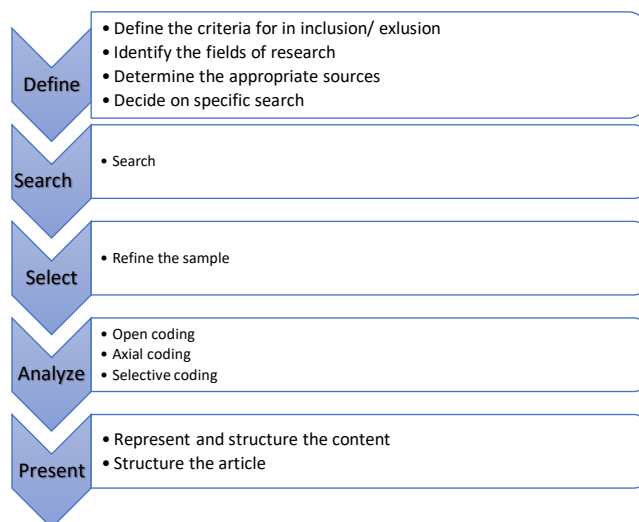 Define
• Define the criteria for in inclusion/ exlusion
• Identify the fields of research
• Determine the appropriate sources
• Decide on specific search
Search
• Search
Select
• Refine the sample
Analyze
• Open coding
• Axial coding
• Selective coding
Present
• Represent and structure the content
• Structure the article